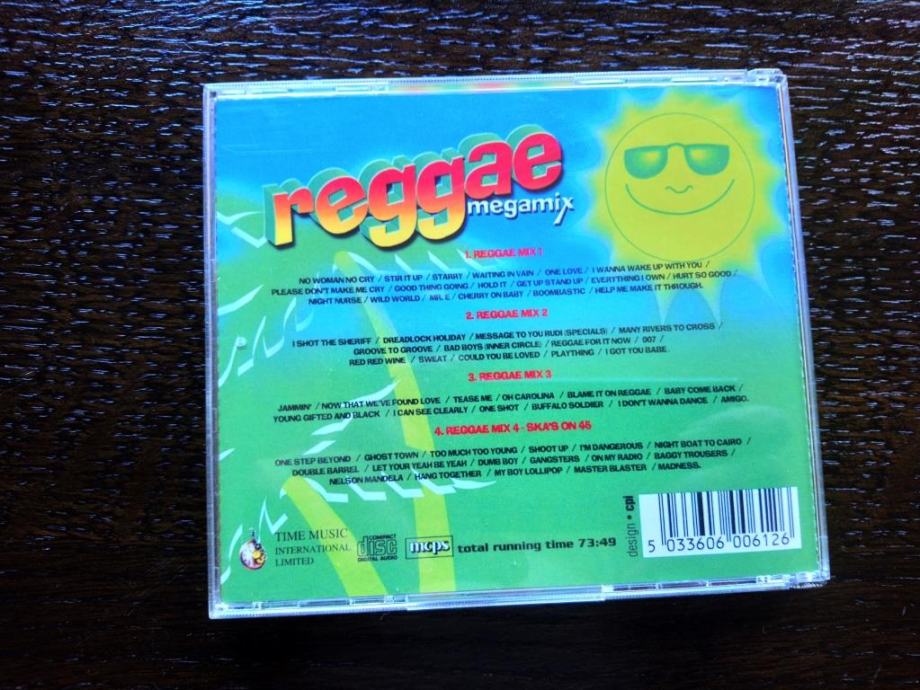 reggae
megamix
1. REGGAE MIX 1
NO WOMAN NO CRY / STIR IT UP / STARRY / WAITING IN VAIN / ONE LOVE / I WANNA WAKE UP WITH YOU /
PLEASE DON'T MAKE ME CRY / GOOD THING GOING / HOLD IT / GET UP STAND UP / EVERYTHING I OWN / HURT SO GOOD /
NIGHT NURSE / WILD WORLD / MR. E / CHERRY OH BABY / BOOMBASTIC / HELP ME MAKE IT THROUGH.
2. REGGAE MIX 2
I SHOT THE SHERIFF / DREADLOCK HOLIDAY / MESSAGE TO YOU RUDI (SPECIALS) / MANY RIVERS TO CROSS /
GROOVE TO GROOVE / BAD BOYS (INNER CIRCLE) / REGGAE FOR IT NOW / 007 /
RED RED WINE / SWEAT / COULD YOU BE LOVED / PLAYTHING / I GOT YOU BABE.
3. REGGAE MIX 3
JAMMIN' / NOW THAT WE'VE FOUND LOVE / TEASE ME / OH CAROLINA / BLAME IT ON REGGAE / BABY COME BACK /
YOUNG GIFTED AND BLACK / I CAN SEE CLEARLY / ONE SHOT / BUFFALO SOLDIER / I DON'T WANNA DANCE / AMIGO.
4. REGGAE MIX 4 - SKA'S ON 45
ONE STEP BEYOND / GHOST TOWN / TOO MUCH TOO YOUNG / SHOOT UP / I'M DANGEROUS / NIGHT BOAT TO CAIRO /
DOUBLE BARREL / LET YOUR YEAH BE YEAH / DUMB BOY / GANGSTERS / ON MY RADIO / BAGGY TROUSERS /
NELSON MANDELA / HANG TOGETHER / MY BOY LOLLIPOP / MASTER BLASTER / MADNESS.
TIME MUSIC
INTERNATIONAL
LIMITED
COMPACT
disc
DIGITAL AUDIO
mcps
total running time 73:49
design • cpi
5 033606 006126